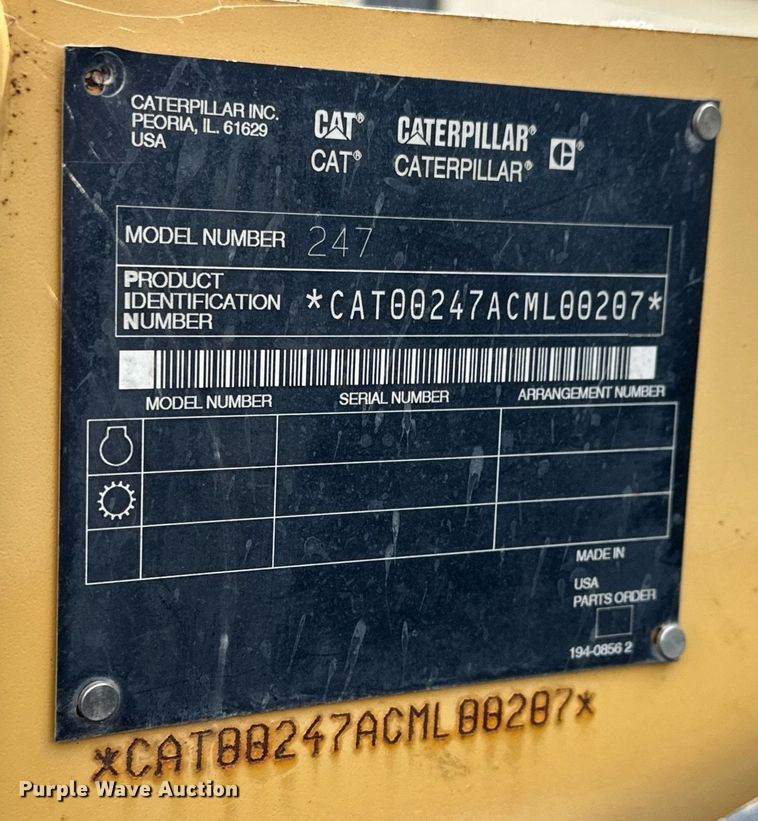 CATERPILLAR INC.
PEORIA, IL. 61629
USA
CAT® CATERPILLAR® C®
CAT® CATERPILLAR®
MODEL NUMBER 247
PRODUCT
IDENTIFICATION
NUMBER
*CAT00247ACML00207*
MODEL NUMBER SERIAL NUMBER ARRANGEMENT NUMBER
MADE IN
USA
PARTS ORDER
194-0856 2
*CAT00247ACML00207*
Purple Wave Auction